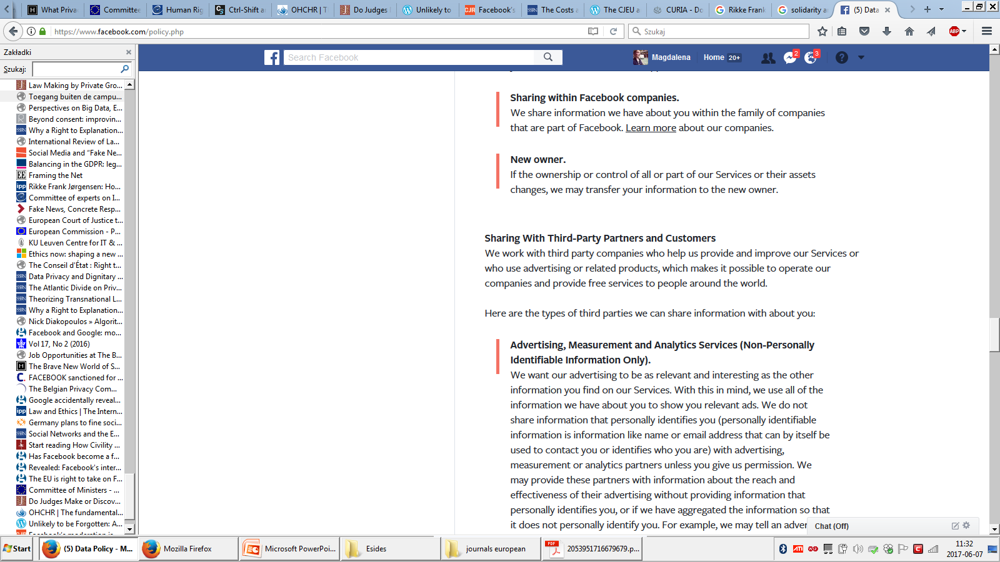 What Privac
Committee
Human Rig
Ctrl-Shift a
OHCHR | T
Do Judges
Unlikely to
Facebook's
The Costs a
The CJEU a
CURIA - Do
Rikke Frank
solidarity a
(5) Data
https://www.facebook.com/policy.php
Szukaj
Zakładki
Szukaj:
Law Making by Private Gro...
Toegang buiten de campu...
Perspectives on Big Data, E...
Beyond consent: improvin...
Why a Right to Explanation...
International Review of La...
Social Media and “Fake Ne...
Balancing in the GDPR: leg...
Framing the Net
Rikke Frank Jørgensen: Ho...
Committee of experts on I...
Fake News, Concrete Resp...
European Court of Justice t...
European Commission - P...
KU Leuven Centre for IT & ...
Ethics now: shaping a new ...
The Conseil d'État : Right t...
Data Privacy and Dignitary ...
The Atlantic Divide on Priv...
Theorizing Transnational L...
Why a Right to Explanation...
Nick Diakopoulos » Algorit...
Facebook and Google: mo...
Vol 17, No 2 (2016)
Job Opportunities at The B...
The Brave New World of S...
FACEBOOK sanctioned for ...
The Belgian Privacy Com...
Google accidentally reveal...
Law and Ethics | The Intern...
Germany plans to fine soci...
Social Networks and the E...
Start reading How Civility ...
Has Facebook become a f...
Revealed: Facebook's inter...
The EU is right to take on F...
Committee of Ministers - ...
Do Judges Make or Discov...
OHCHR | The fundamental...
Unlikely to be Forgotten: A...
Search Facebook
Magdalena
Home 20+
2
3
Sharing within Facebook companies.
We share information we have about you within the family of companies
that are part of Facebook. Learn more about our companies.
New owner.
If the ownership or control of all or part of our Services or their assets
changes, we may transfer your information to the new owner.
Sharing With Third-Party Partners and Customers
We work with third party companies who help us provide and improve our Services or
who use advertising or related products, which makes it possible to operate our
companies and provide free services to people around the world.
Here are the types of third parties we can share information with about you:
Advertising, Measurement and Analytics Services (Non-Personally
Identifiable Information Only).
We want our advertising to be as relevant and interesting as the other
information you find on our Services. With this in mind, we use all of the
information we have about you to show you relevant ads. We do not
share information that personally identifies you (personally identifiable
information is information like name or email address that can by itself be
used to contact you or identifies who you are) with advertising,
measurement or analytics partners unless you give us permission. We
may provide these partners with information about the reach and
effectiveness of their advertising without providing information that
personally identifies you, or if we have aggregated the information so that
it does not personally identify you. For example, we may tell an adver
Chat (Off)
Start
(5) Data Policy - M...
Mozilla Firefox
Microsoft PowerPoi...
Esides
journals european
2053951716679679.p...
11:32
2017-06-07